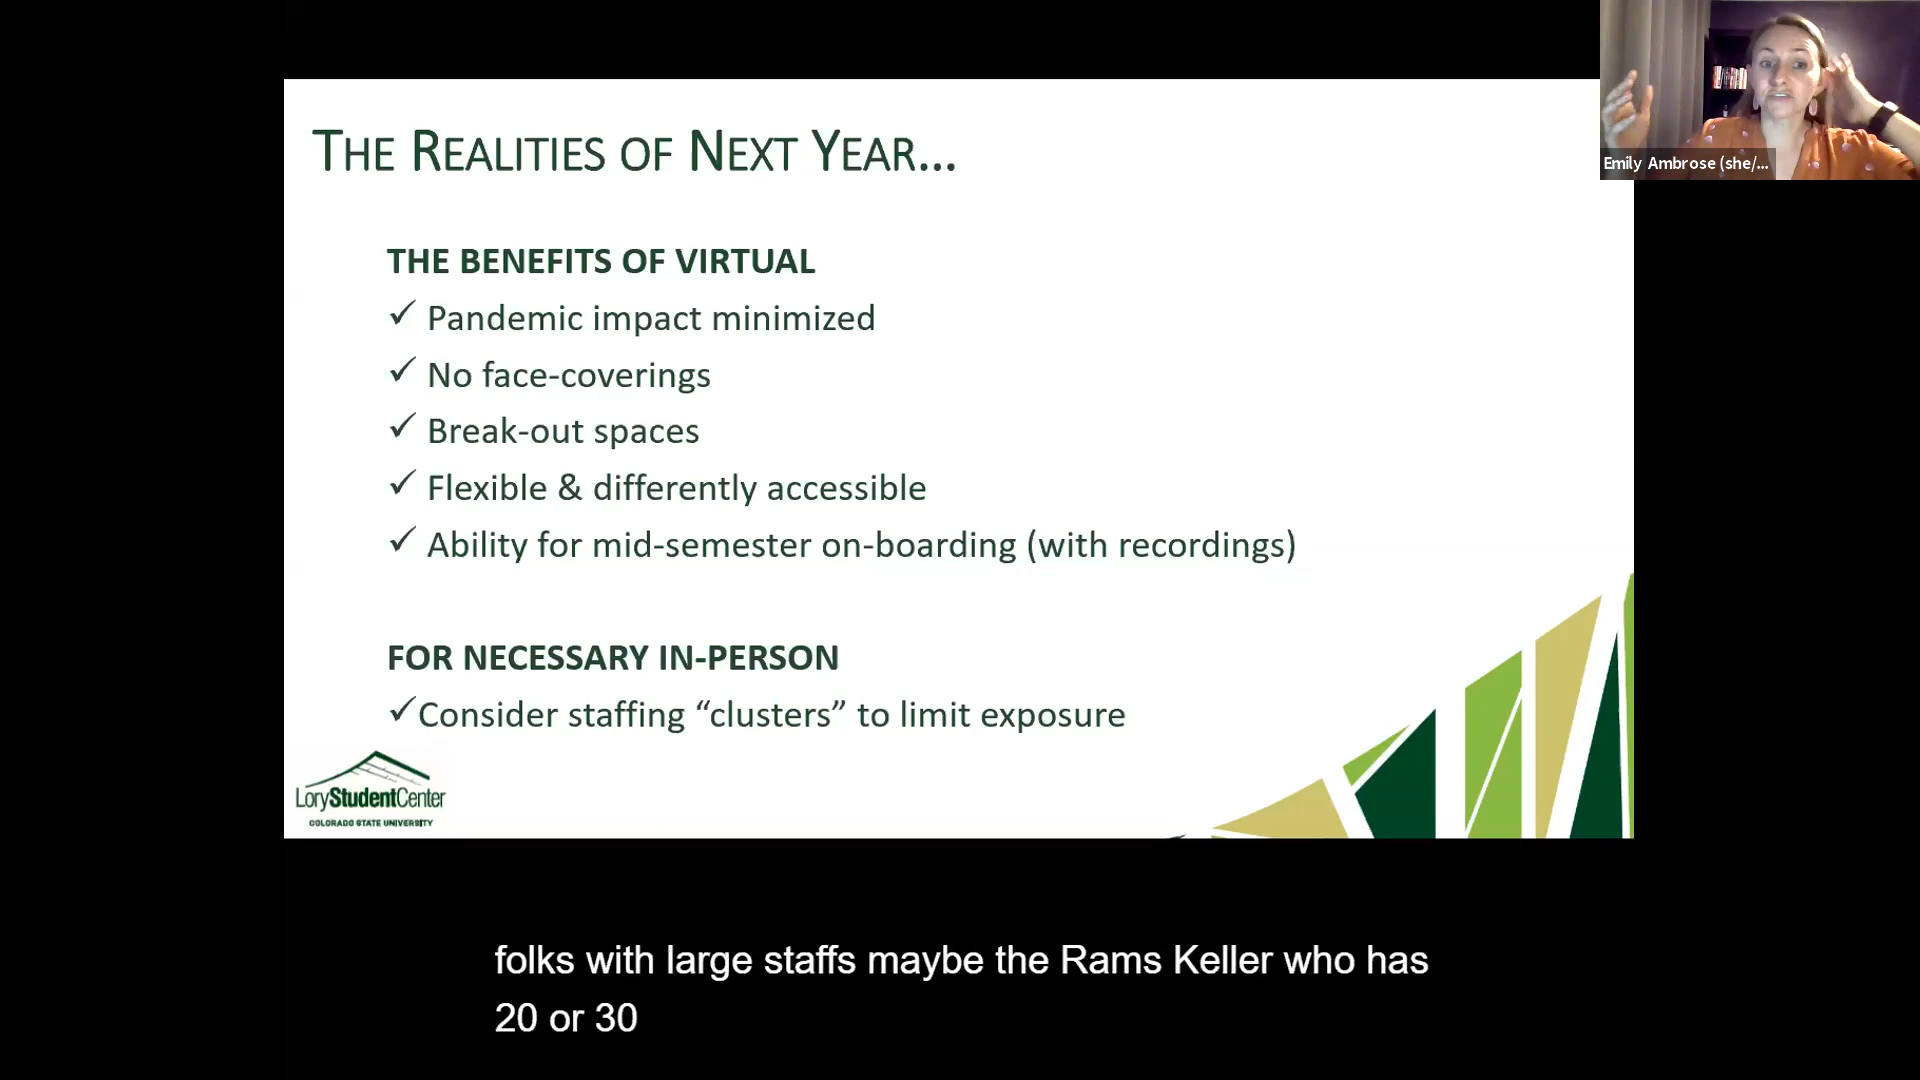 Emily Ambrose (she/...
THE REALITIES OF NEXT YEAR...
THE BENEFITS OF VIRTUAL
✓ Pandemic impact minimized
✓ No face-coverings
✓ Break-out spaces
✓ Flexible & differently accessible
✓ Ability for mid-semester on-boarding (with recordings)
FOR NECESSARY IN-PERSON
✓Consider staffing “clusters” to limit exposure
LoryStudentCenter
COLORADO STATE UNIVERSITY
folks with large staffs maybe the Rams Keller who has
20 or 30